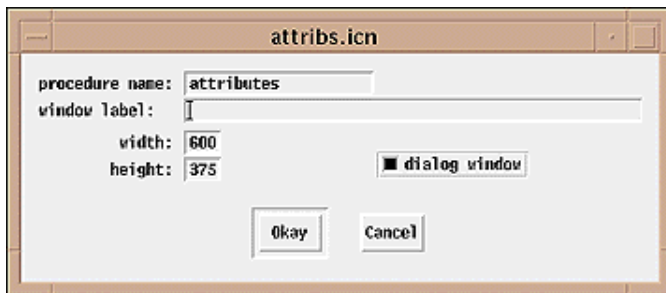 attribs.icn
procedure name: attributes
window label:
width: 600
height: 375
dialog window
Okay Cancel